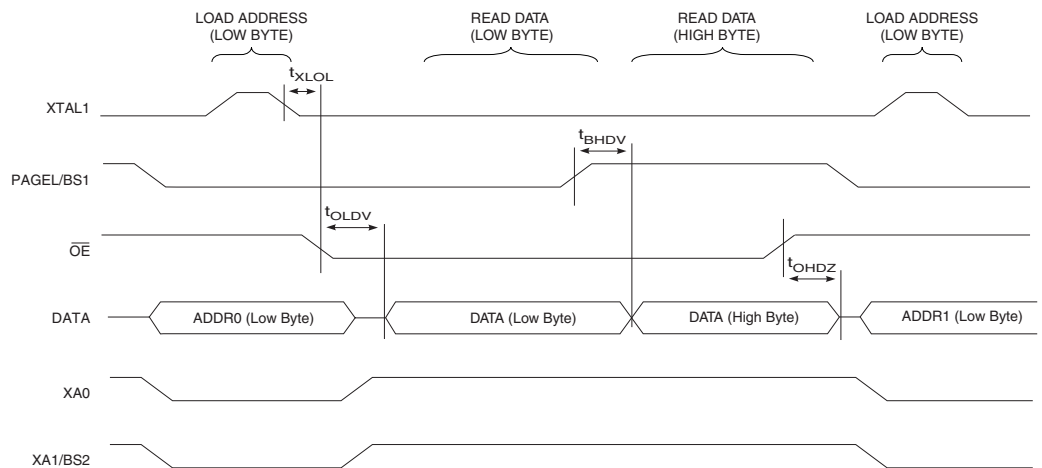 LOAD ADDRESS
(LOW BYTE)
READ DATA
(LOW BYTE)
READ DATA
(HIGH BYTE)
LOAD ADDRESS
(LOW BYTE)
tXLOL
XTAL1
tBHDV
PAGEL/BS1
tOLDV
OE
tOHDZ
DATA
ADDR0 (Low Byte)
DATA (Low Byte)
DATA (High Byte)
ADDR1 (Low Byte)
XA0
XA1/BS2